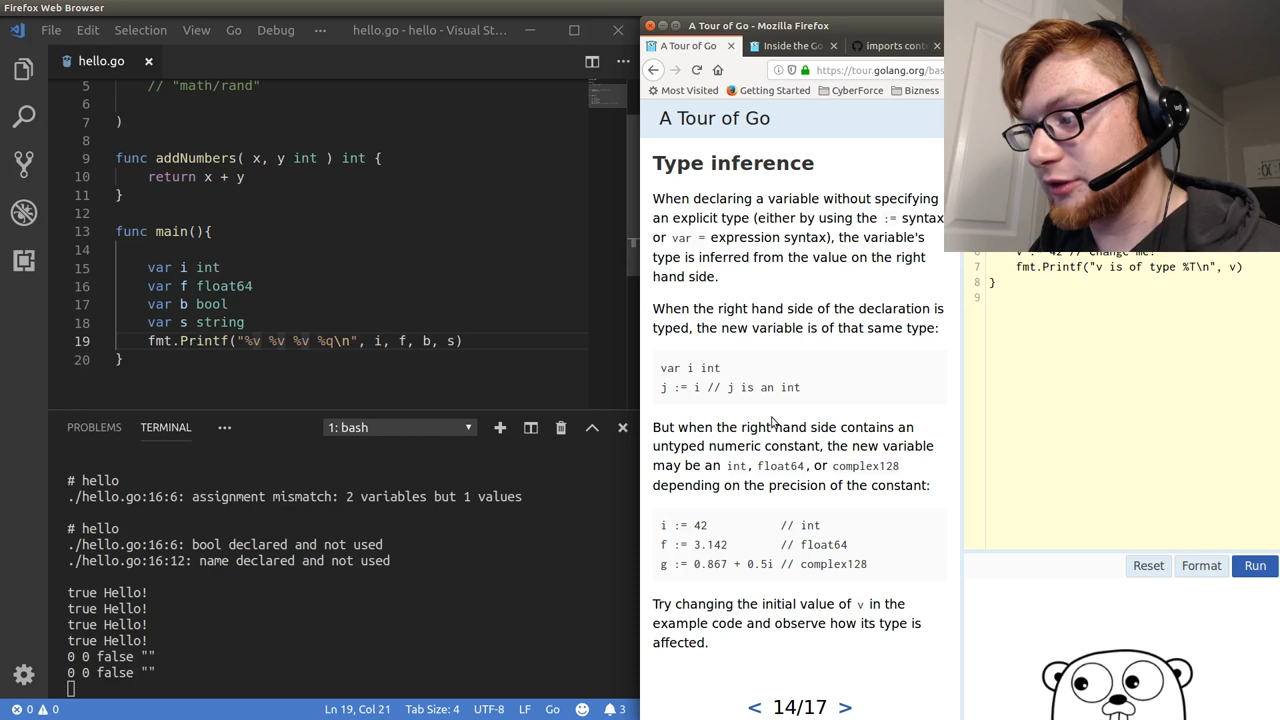 Firefox Web Browser
File Edit Selection View Go Debug ··· hello.go - hello - Visual St...
hello.go
5 // "math/rand"
6
7 )
8
9 func addNumbers( x, y int ) int {
10 return x + y
11 }
12
13 func main(){
14
15 var i int
16 var f float64
17 var b bool
18 var s string
19 fmt.Printf("%v %v %v %q\n", i, f, b, s)
20 }
PROBLEMS TERMINAL ··· 1: bash
# hello
./hello.go:16:6: assignment mismatch: 2 variables but 1 values
# hello
./hello.go:16:6: bool declared and not used
./hello.go:16:12: name declared and not used
true Hello!
true Hello!
true Hello!
true Hello!
0 0 false ""
0 0 false ""
0 0 Ln 19, Col 21 Tab Size: 4 UTF-8 LF Go 3
A Tour of Go - Mozilla Firefox
A Tour of Go Inside the Go imports cont
https://tour.golang.org/bas
Most Visited Getting Started CyberForce Bizness
A Tour of Go
Type inference
When declaring a variable without specifying
an explicit type (either by using the := syntax
or var = expression syntax), the variable's
type is inferred from the value on the right
hand side.
When the right hand side of the declaration is
typed, the new variable is of that same type:
var i int
j := i // j is an int
But when the right hand side contains an
untyped numeric constant, the new variable
may be an int, float64, or complex128
depending on the precision of the constant:
i := 42 // int
f := 3.142 // float64
g := 0.867 + 0.5i // complex128
Try changing the initial value of v in the
example code and observe how its type is
affected.
< 14/17 >
7 fmt.Printf("v is of type %T\n", v)
8 }
9
Reset Format Run